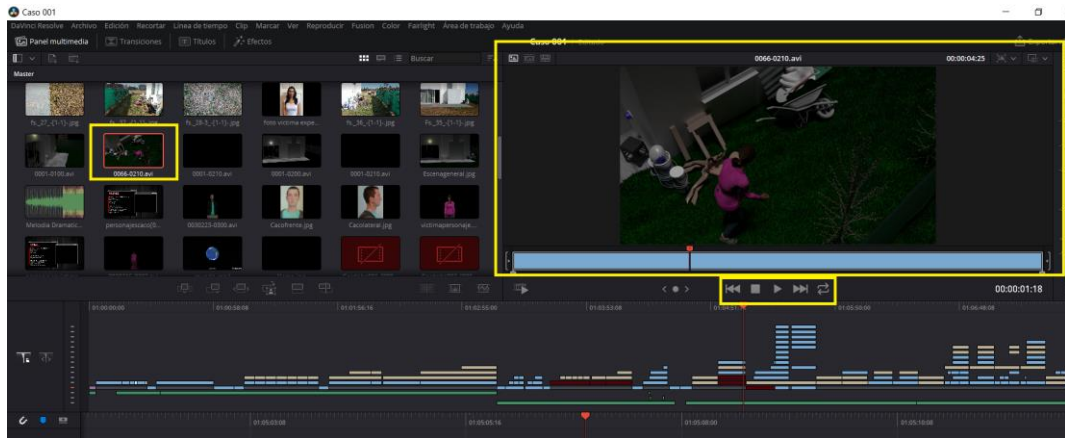 Caso 001
DaVinci Resolve Archivo Edición Recortar Línea de tiempo Clip Marcar Ver Reproducir Fusion Color Fairlight Área de trabajo Ayuda
Panel multimedia Transiciones Títulos Efectos Caso 001
Buscar 0066-0210.avi 00:00:04:25
Master
foto victima expe...
0001-0100.avi 0066-0210.avi 0001-0210.avi 0001-0200.avi 0001-0210.avi Escenageneral.jpg
Melodia Dramatic... personajessaco[0... 0030223-0300.avi Cacofrente.jpg Cacolateral.jpg victimapersonaje...
00:00:01:18
01:00:00:00 01:00:58:08 01:01:56:16 01:02:55:00 01:03:53:08 01:05:50:00 01:06:48:08
01:05:03:08 01:05:05:16 01:05:08:00 01:05:10:08